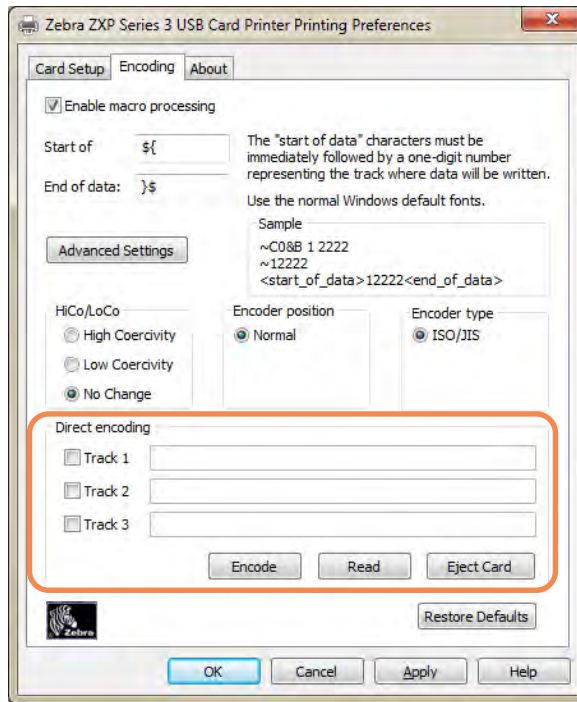 Zebra ZXP Series 3 USB Card Printer Printing Preferences
Card Setup Encoding About
Enable macro processing
Start of ${
End of data: }$
The "start of data" characters must be
immediately followed by a one-digit number
representing the track where data will be written.
Use the normal Windows default fonts.
Advanced Settings
Sample
~C0&B 1 2222
~12222
<start_of_data>12222<end_of_data>
HiCo/LoCo
High Coercivity
Low Coercivity
No Change
Encoder position
Normal
Encoder type
ISO/JIS
Direct encoding
Track 1
Track 2
Track 3
Encode Read Eject Card
Zebra
Restore Defaults
OK Cancel Apply Help